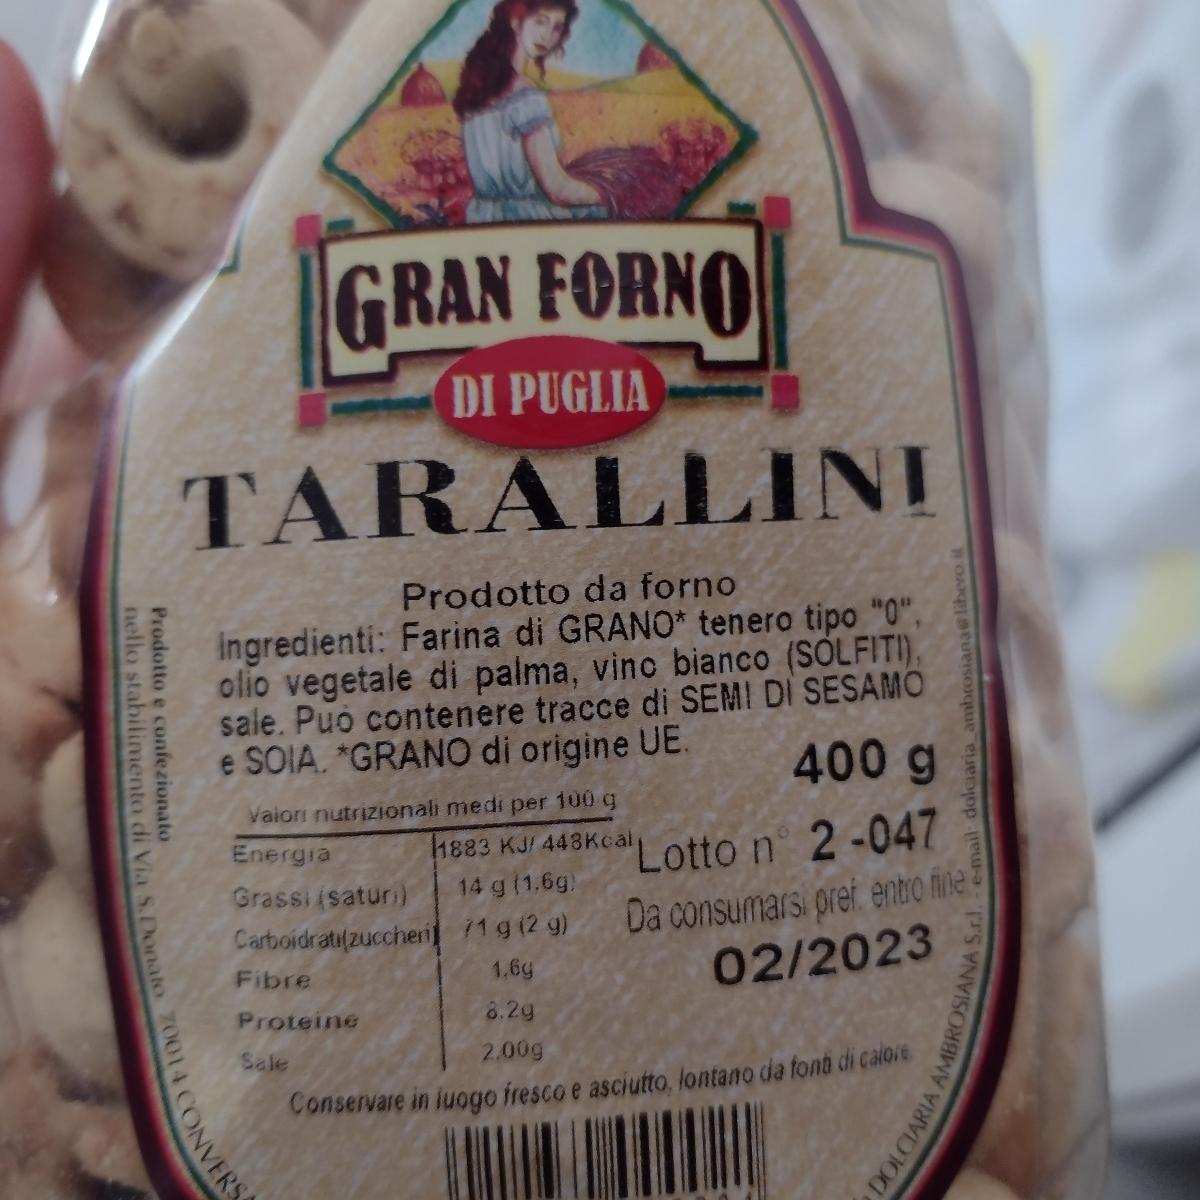 GRAN FORNO
DI PUGLIA
TARALLINI
Prodotto da forno
Ingredienti: Farina di GRANO* tenero tipo "0",
olio vegetale di palma, vino bianco (SOLFITI),
sale. Può contenere tracce di SEMI DI SESAMO
e SOIA. *GRANO di origine UE.
400 g
Valori nutrizionali medi per 100 g
Energia 1883 KJ/ 448Kcal
Grassi (saturi) 14 g (1,6g)
Carboidrati(zuccheri) 71 g (2 g)
Fibre 1,6g
Proteine 8,2g
Sale 2,00g
Lotto n° 2 -047
Da consumarsi pref. entro fine:
02/2023
Conservare in luogo fresco e asciutto, lontano da fonti di calore.
Prodotto e confezionato
nello stabilimento di Via S.Donato 70014 CONVERSA
DOLCIARIA AMBROSIANA S.r.l. - e-mail: dolciaria_ambrosiana@libero.it